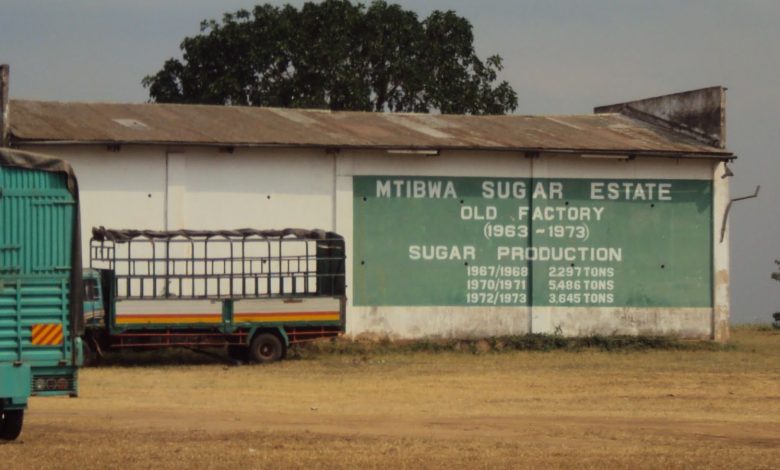 MTIBWA SUGAR ESTATE
OLD FACTORY
(1963 ~ 1973)
SUGAR PRODUCTION
1967/1968 2,297 TONS
1970/1971 5,486 TONS
1972/1973 3,645 TONS